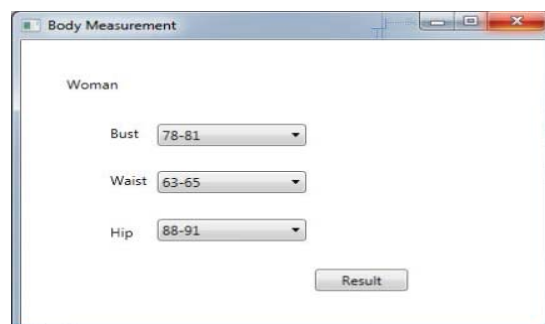 Body Measurement
Woman
Bust 78-81
Waist 63-65
Hip 88-91
Result